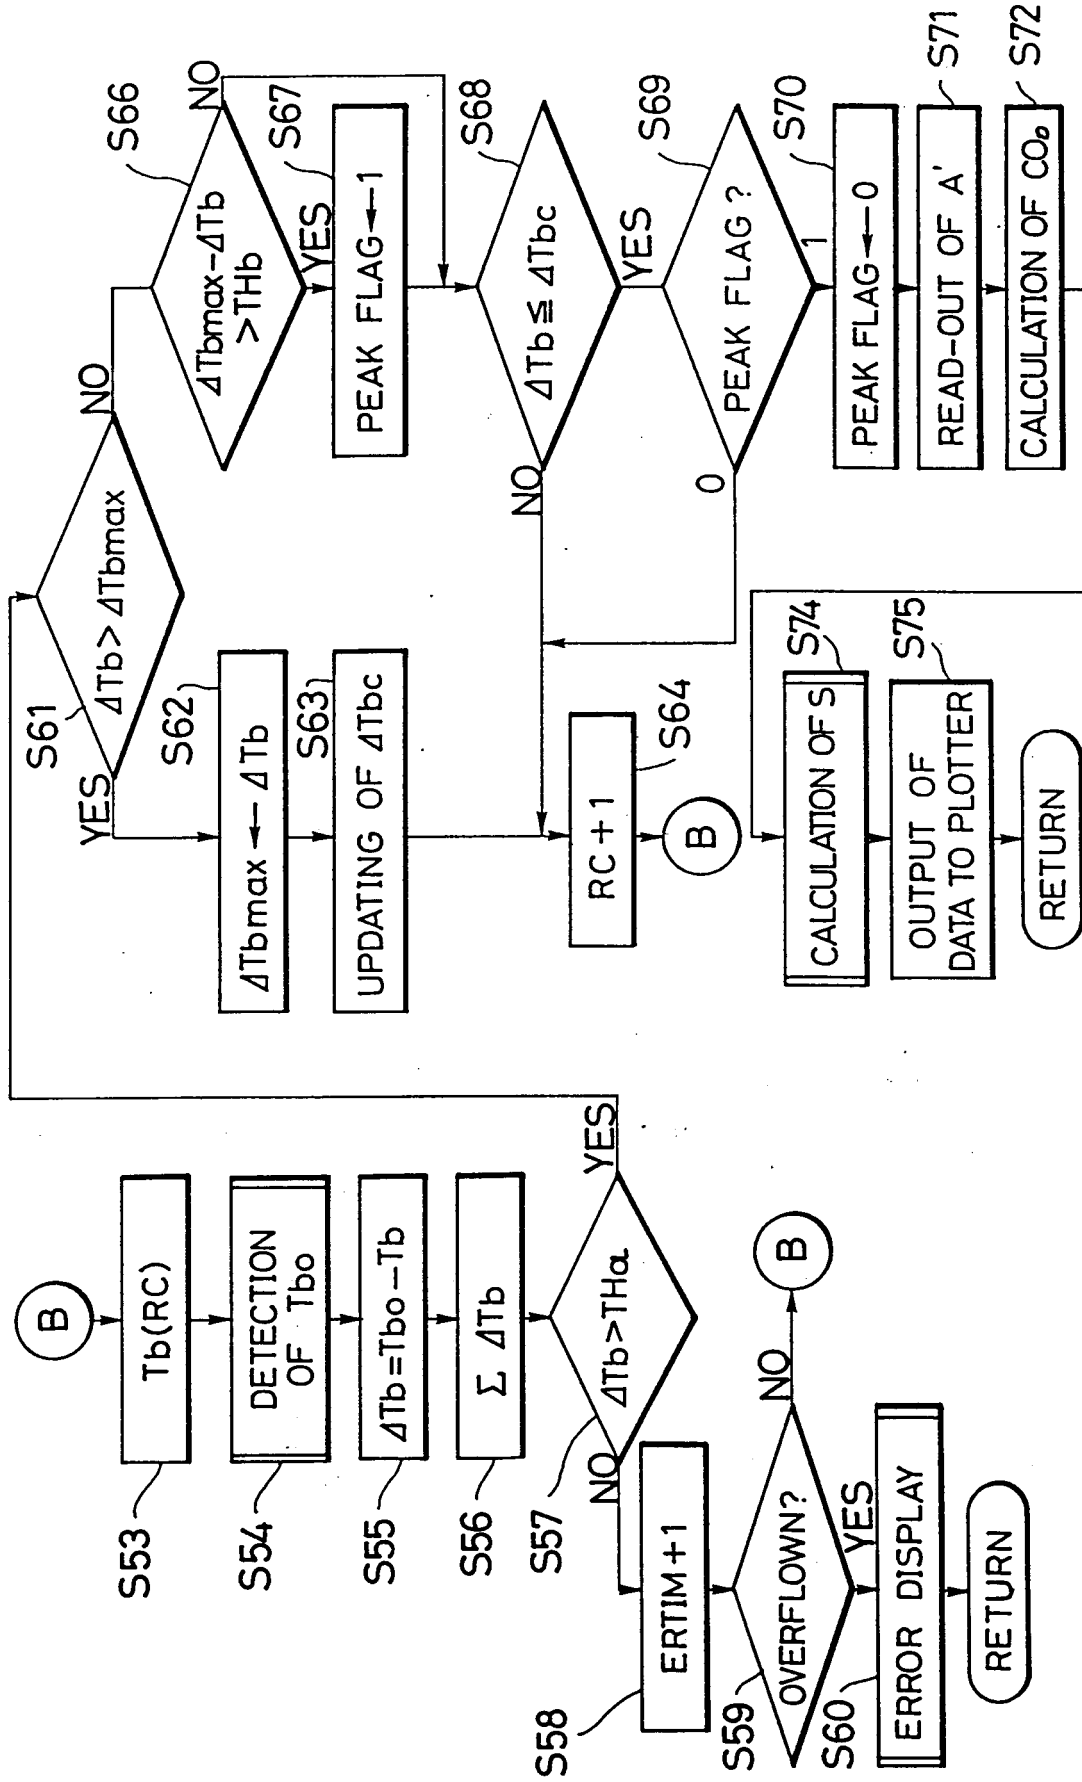 B
S53
Tb(RC)
S54
DETECTION
OF Tbo
S55
ΔTb=Tbo-Tb
S56
Σ ΔTb
S57
ΔTb>THa
YES
NO
S58
ERTIM+1
S59
OVERFLOWN?
NO
B
YES
S60
ERROR DISPLAY
RETURN
S61
ΔTb>ΔTbmax
YES
NO
S62
ΔTbmax←ΔTb
S63
UPDATING OF ΔTbc
RC+1
S64
B
S66
ΔTbmax-ΔTb
>THb
NO
YES
S67
PEAK FLAG←1
S68
ΔTb≦ΔTbc
NO
YES
S69
PEAK FLAG?
0
1
S70
PEAK FLAG←0
S71
READ-OUT OF A'
S72
CALCULATION OF COo
S74
CALCULATION OF S
S75
OUTPUT OF
DATA TO PLOTTER
RETURN